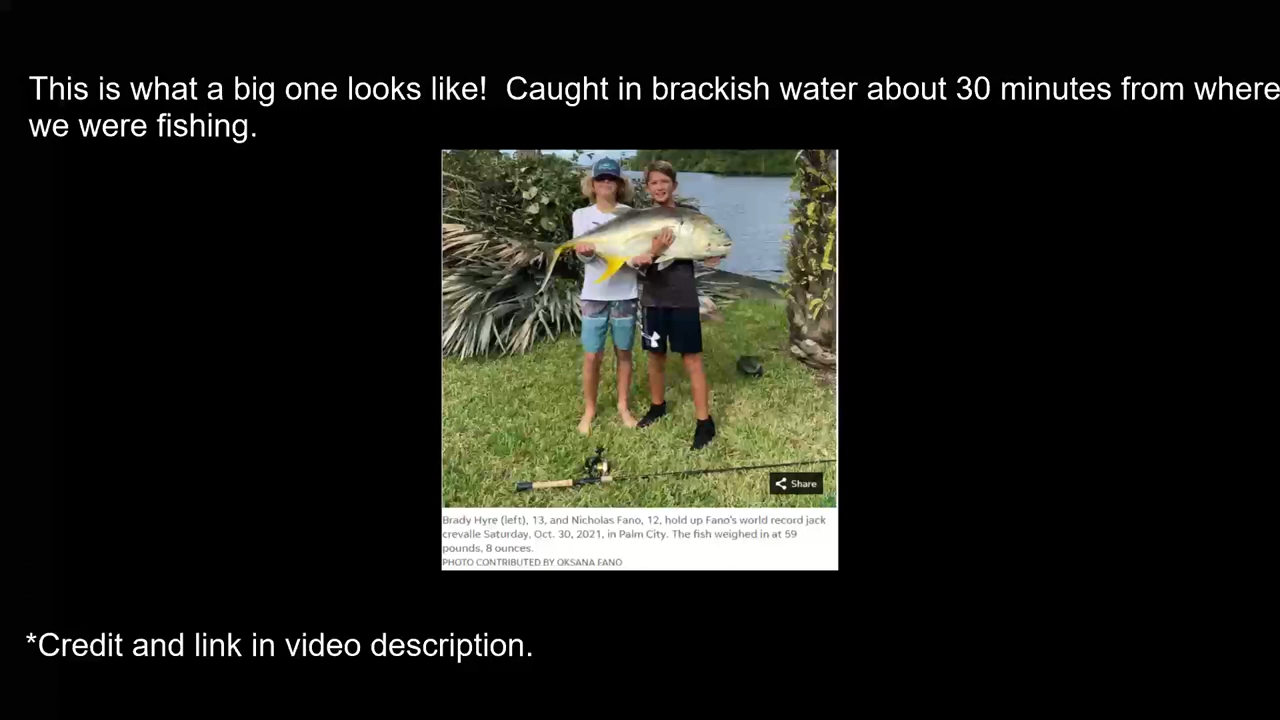 This is what a big one looks like!  Caught in brackish water about 30 minutes from where
we were fishing.
Share
Brady Hyre (left), 13, and Nicholas Fano, 12, hold up Fano's world record jack
crevalle Saturday, Oct. 30, 2021, in Palm City. The fish weighed in at 59
pounds, 8 ounces.
PHOTO CONTRIBUTED BY OKSANA FANO
*Credit and link in video description.